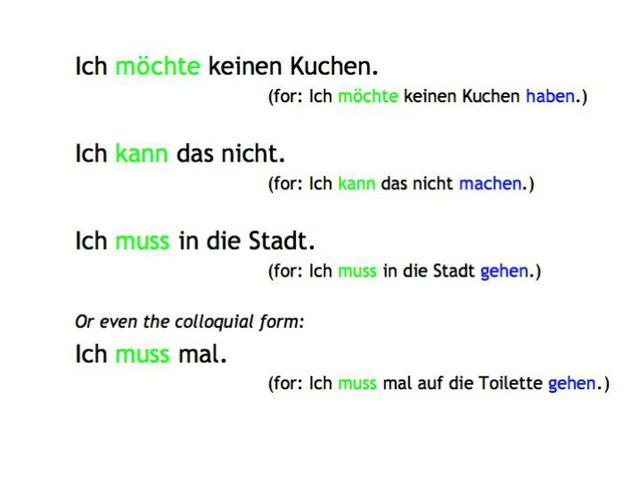 Ich möchte keinen Kuchen.
(for: Ich möchte keinen Kuchen haben.)
Ich kann das nicht.
(for: Ich kann das nicht machen.)
Ich muss in die Stadt.
(for: Ich muss in die Stadt gehen.)
Or even the colloquial form:
Ich muss mal.
(for: Ich muss mal auf die Toilette gehen.)